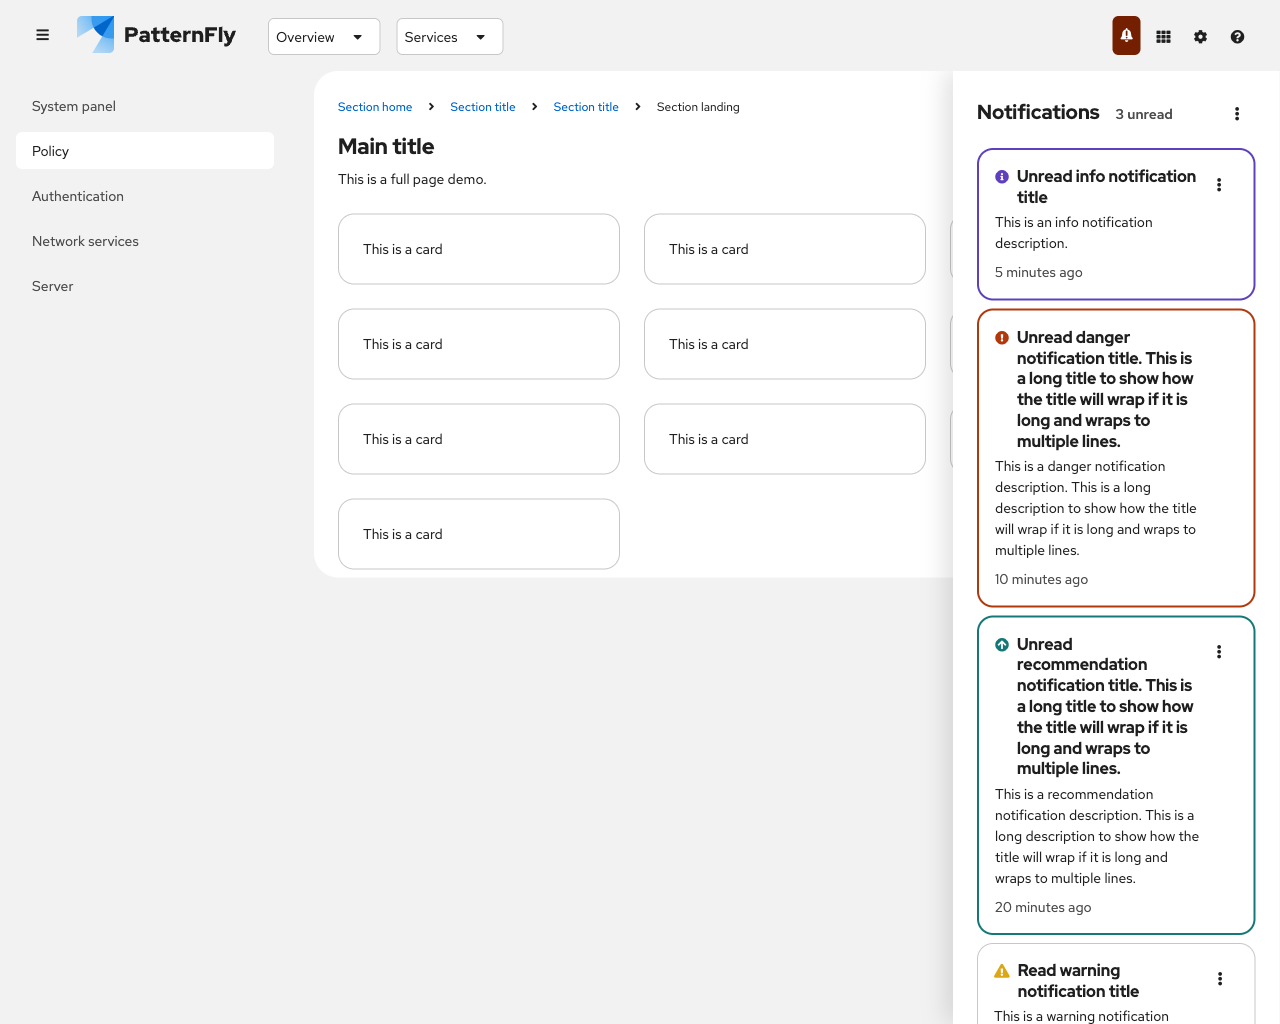 PatternFly
Overview
Services
System panel
Policy
Authentication
Network services
Server
Section home
Section title
Section title
Section landing
Main title
This is a full page demo.
This is a card
This is a card
This is a card
This is a card
This is a card
This is a card
This is a card
Notifications
3 unread
Unread info notification
title
This is an info notification
description.
5 minutes ago
Unread danger
notification title. This is
a long title to show how
the title will wrap if it is
long and wraps to
multiple lines.
This is a danger notification
description. This is a long
description to show how the title
will wrap if it is long and wraps to
multiple lines.
10 minutes ago
Unread
recommendation
notification title. This is
a long title to show how
the title will wrap if it is
long and wraps to
multiple lines.
This is a recommendation
notification description. This is a
long description to show how the
title will wrap if it is long and
wraps to multiple lines.
20 minutes ago
Read warning
notification title
This is a warning notification